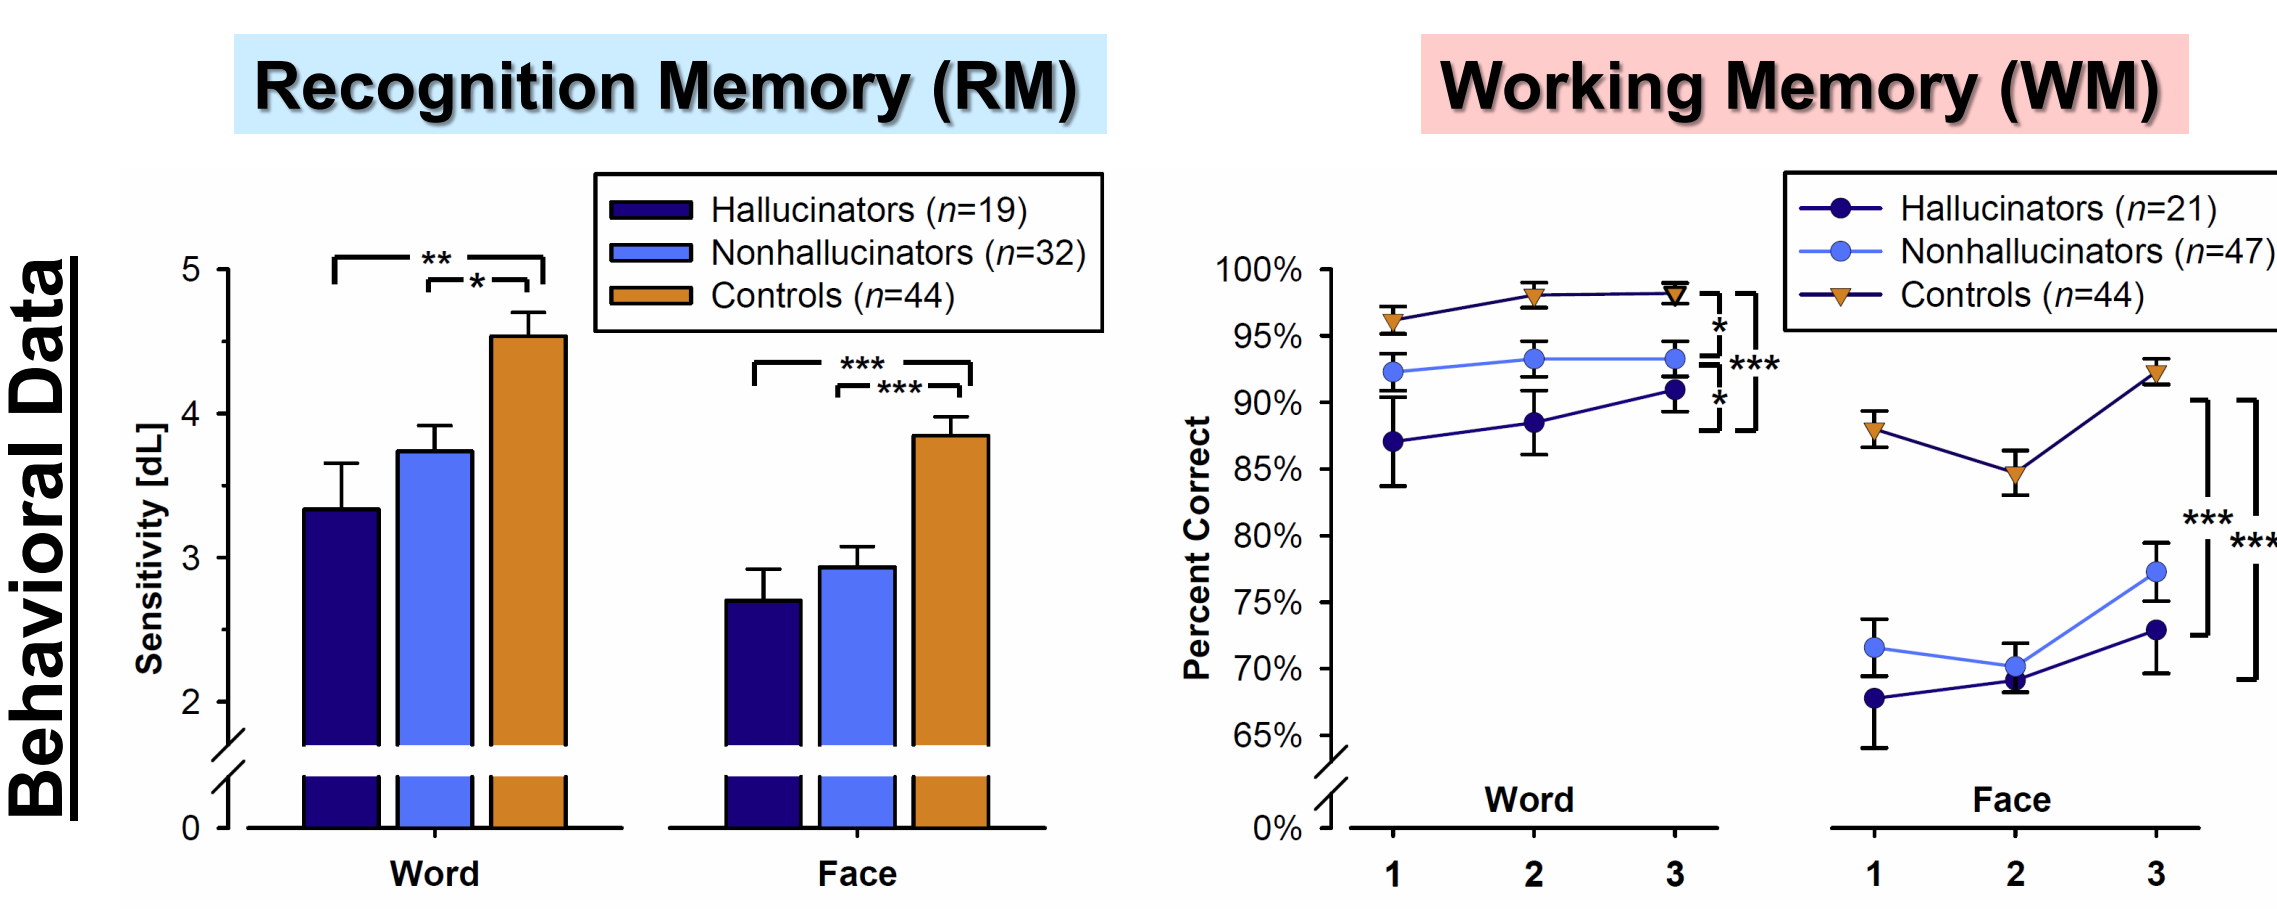 Recognition Memory (RM)
Working Memory (WM)
Behavioral Data
Hallucinators (n=19)
Nonhallucinators (n=32)
Controls (n=44)
Sensitivity [dL]
5
4
3
2
0
**
*
***
***
Word
Face
Hallucinators (n=21)
Nonhallucinators (n=47)
Controls (n=44)
Percent Correct
100%
95%
90%
85%
80%
75%
70%
65%
0%
*
***
*
***
***
Word
Face
1 2 3
1 2 3